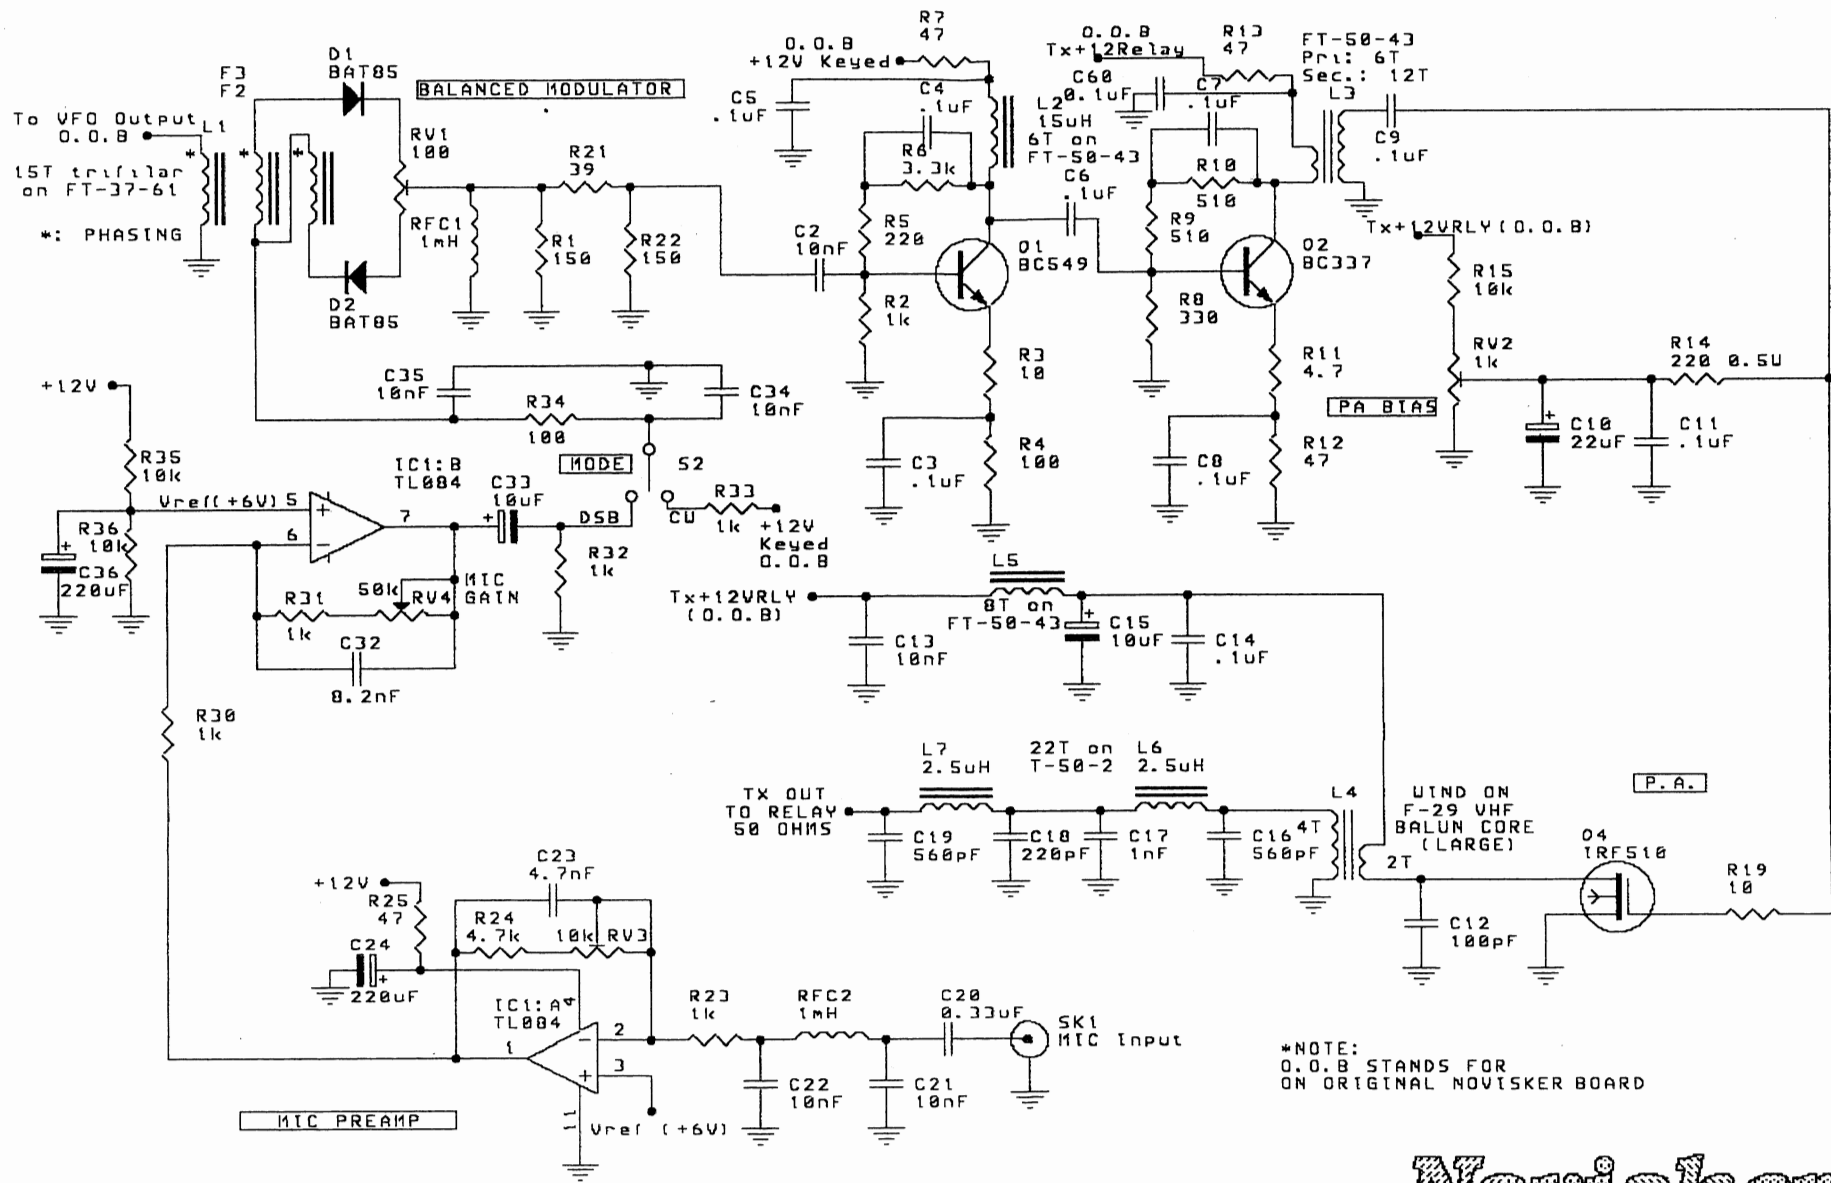 R7
47
O.O.B
+12V Keyed
O.O.B
Tx+12Relay
R13
47
FT-50-43
Pri: 6T
Sec.: 12T
L3
D1
BAT85
F3
F2
BALANCED MODULATOR
To VFO Output
O.O.B
L1
15T trifilar
on FT-37-61
*: PHASING
*
*
*
RV1
100
R21
39
RFC1
1mH
R1
150
R22
150
D2
BAT85
C5
.1uF
C4
.1uF
L2
15uH
6T on
FT-50-43
R6
3.3k
C6
.1uF
C60
0.1uF
C7
.1uF
C9
.1uF
R10
510
R5
220
C2
10nF
Q1
BC549
R2
1k
R9
510
Q2
BC337
R8
330
Tx+12VRLY(O.O.B)
R15
10k
RV2
1k
R14
220 0.5W
PA BIAS
C10
22uF
+
C11
.1uF
R3
10
R4
100
C3
.1uF
R11
4.7
R12
47
C8
.1uF
C35
10nF
C34
10nF
R34
100
MODE
S2
DSB
CW
R33
1k
+12V
Keyed
O.O.B
+12V
R35
10k
Vref(+6V)
5
6
7
+
−
IC1:B
TL084
C33
10uF
+
R36
10k
+
C36
220uF
R32
1k
50k
RV4
MIC
GAIN
R31
1k
C32
8.2nF
R30
1k
L5
Tx+12VRLY
(O.O.B)
8T on
FT-50-43
C13
10nF
+
C15
10uF
C14
.1uF
L7
2.5uH
22T on
T-50-2
L6
2.5uH
TX OUT
TO RELAY
50 OHMS
C19
560pF
C18
220pF
C17
1nF
C16
560pF
4T
L4
2T
WIND ON
F-29 VHF
BALUN CORE
(LARGE)
P.A.
Q4
IRF510
R19
10
C12
100pF
C23
4.7nF
+12V
R25
47
R24
4.7k
10k
RV3
C24
+
220uF
IC1:A
TL084
4
1
2
3
11
−
+
Vref (+6V)
R23
1k
RFC2
1mH
C20
0.33uF
SK1
MIC Input
C22
10nF
C21
10nF
MIC PREAMP
*NOTE:
O.O.B STANDS FOR
ON ORIGINAL NOVISKER BOARD